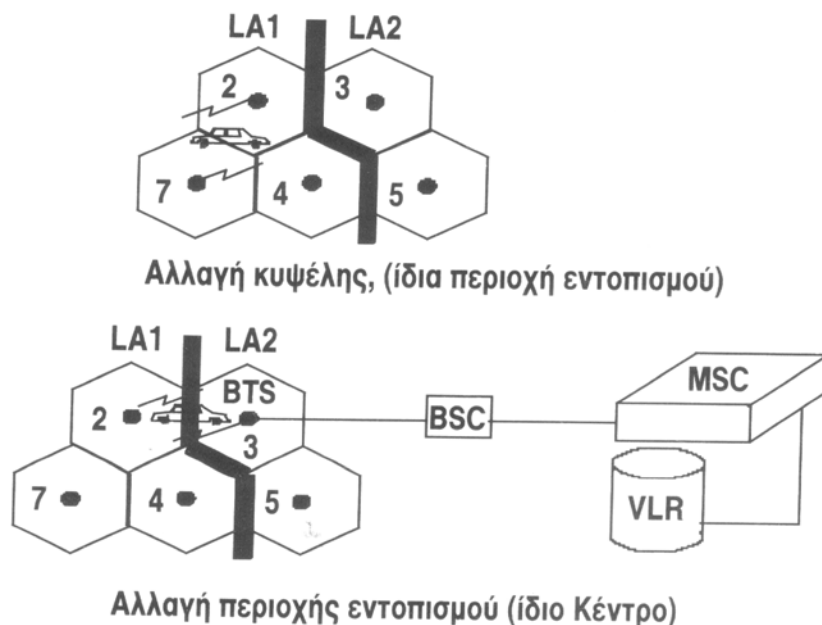 LA1 LA2
2 3
7 4 5
Αλλαγή κυψέλης, (ίδια περιοχή εντοπισμού)
LA1 LA2
BTS MSC
2 BSC
3
7 4 5 VLR
Αλλαγή περιοχής εντοπισμού (ίδιο Κέντρο)